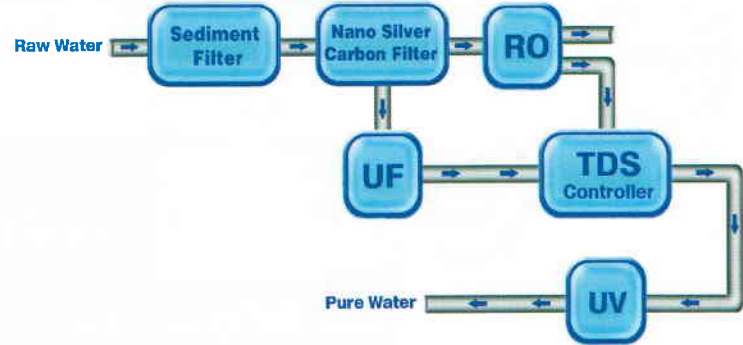 Raw Water
Sediment
Filter
Nano Silver
Carbon Filter
RO
UF
TDS
Controller
Pure Water
UV